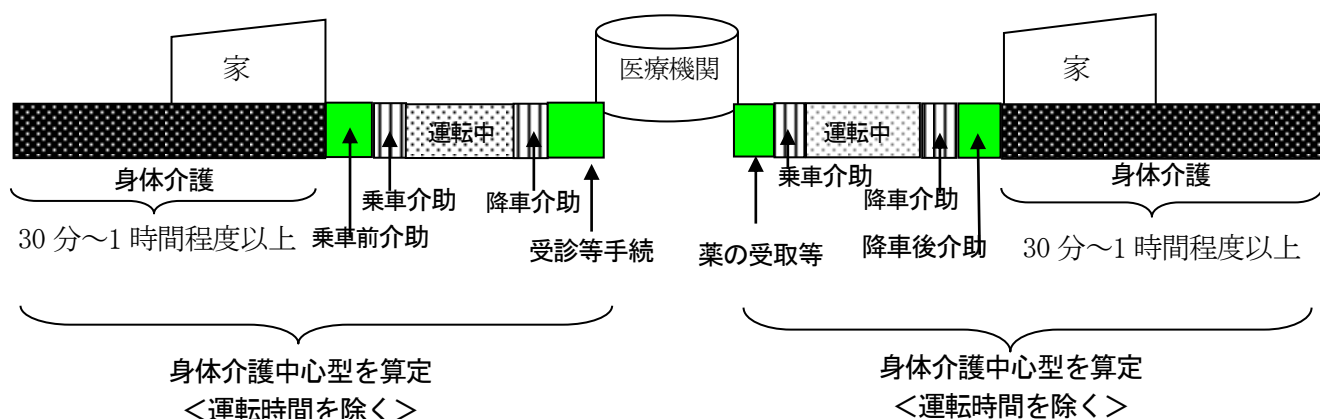 家
医療機関
家
運転中
運転中
身体介護
乗車介助
降車介助
乗車介助
降車介助
身体介護
30 分～1 時間程度以上
乗車前介助
受診等手続
薬の受取等
降車後介助
30 分～1 時間程度以上
身体介護中心型を算定
＜運転時間を除く＞
身体介護中心型を算定
＜運転時間を除く＞